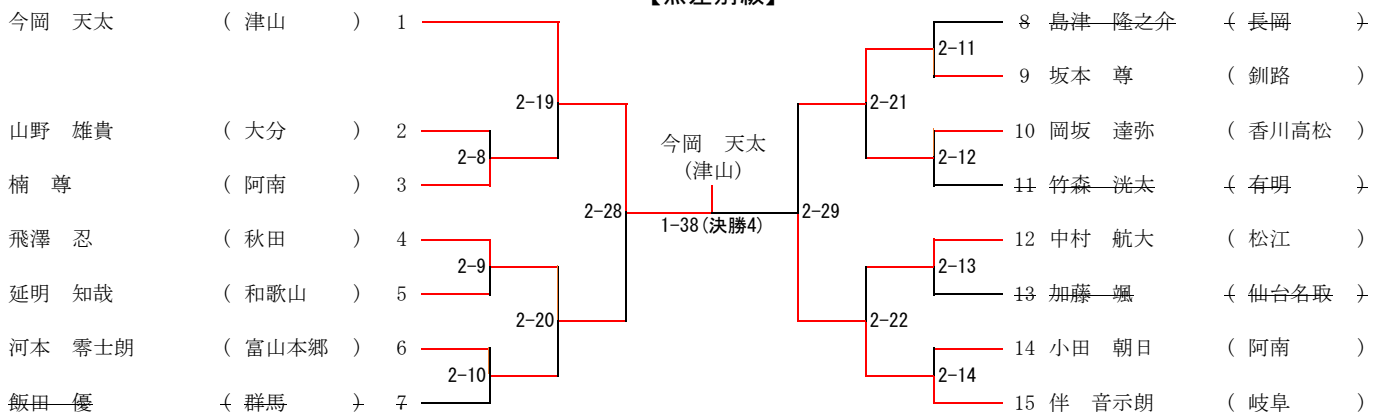 【点差別級】
今岡　天太 ( 津山 ) 1
山野　雄貴 ( 大分 ) 2
楠　尊 ( 阿南 ) 3
飛澤　忍 ( 秋田 ) 4
延明　知哉 ( 和歌山 ) 5
河本　零士朗 ( 富山本郷 ) 6
飯田　優 ( 群馬 ) 7
2-19
2-8
2-28
2-9
2-20
2-10
今岡　天太
(津山)
1-38(決勝4)
2-11
2-21
2-12
2-29
2-13
2-22
2-14
8 島津　隆之介 ( 長岡 )
9 坂本　尊 ( 釧路 )
10 岡坂　達弥 ( 香川高松 )
11 竹森　洸太 ( 有明 )
12 中村　航大 ( 松江 )
13 加藤　颯 ( 仙台名取 )
14 小田　朝日 ( 阿南 )
15 伴　音示朗 ( 岐阜 )